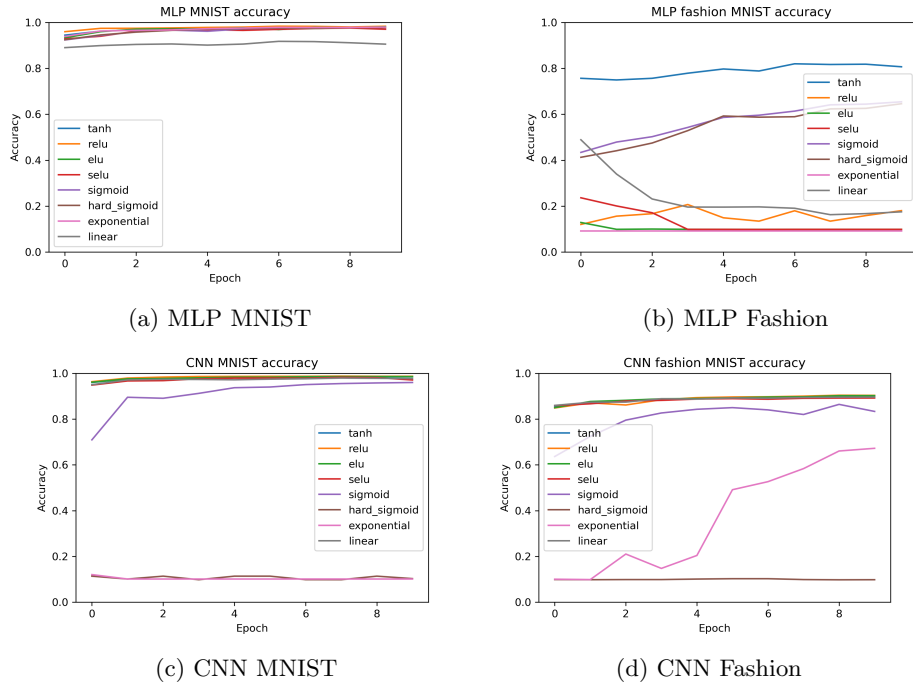 MLP MNIST accuracy
1.0
0.8
0.6
0.4
0.2
0.0
Accuracy
tanh
relu
elu
selu
sigmoid
hard_sigmoid
exponential
linear
0 2 4 6 8
Epoch
(a) MLP MNIST
MLP fashion MNIST accuracy
1.0
0.8
0.6
0.4
0.2
0.0
Accuracy
tanh
relu
elu
selu
sigmoid
hard_sigmoid
exponential
linear
0 2 4 6 8
Epoch
(b) MLP Fashion
CNN MNIST accuracy
1.0
0.8
0.6
0.4
0.2
0.0
Accuracy
tanh
relu
elu
selu
sigmoid
hard_sigmoid
exponential
linear
0 2 4 6 8
Epoch
(c) CNN MNIST
CNN fashion MNIST accuracy
1.0
0.8
0.6
0.4
0.2
0.0
Accuracy
tanh
relu
elu
selu
sigmoid
hard_sigmoid
exponential
linear
0 2 4 6 8
Epoch
(d) CNN Fashion